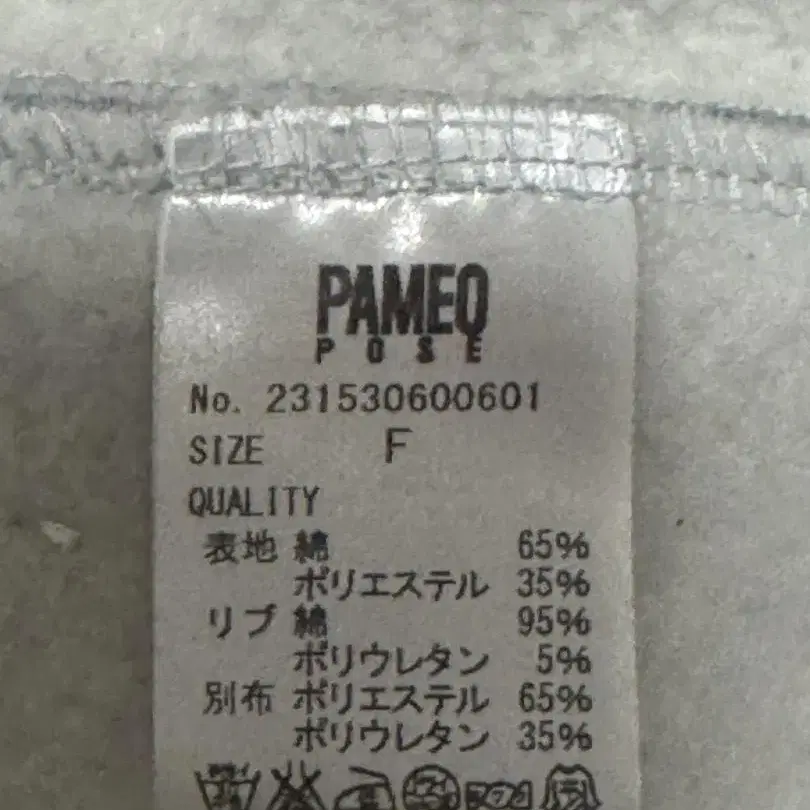 PAMEO
POSE
No. 231530600601
SIZE F
QUALITY
表地 綿 65%
ポリエステル 35%
リブ 綿 95%
ポリウレタン 5%
別布 ポリエステル 65%
ポリウレタン 35%